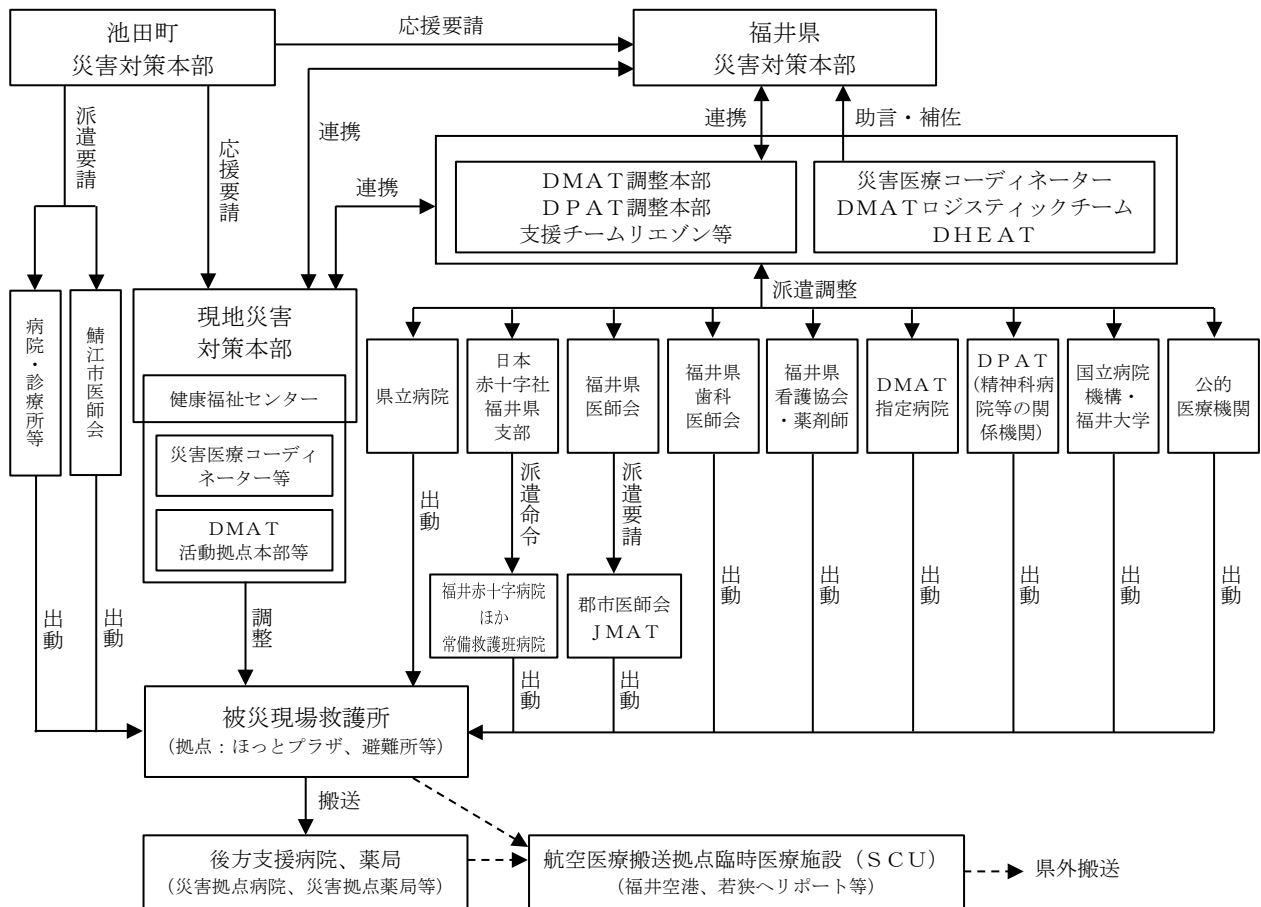 池田町
災害対策本部
応援要請
福井県
災害対策本部
派遣要請
応援要請
連携
連携
連携
助言・補佐
DMAT調整本部
DPAT調整本部
支援チームリエゾン等
災害医療コーディネーター
DMATロジスティックチーム
DHEAT
派遣調整
病院・診療所等
鯖江市医師会
現地災害
対策本部
健康福祉センター
災害医療コーディ
ネーター等
DMAT
活動拠点本部等
県立病院
日本
赤十字社
福井県
支部
福井県
医師会
福井県
歯科
医師会
福井県
看護協会
・薬剤師
DMAT
指定病院
DPAT
(精神科病
院等の関
係機関)
国立病院
機構・
福井大学
公的
医療機関
出動
派遣命令
派遣要請
福井赤十字病院
ほか
常備救護班病院
郡市医師会
JMAT
出動
出動
調整
出動
出動
出動
出動
出動
出動
出動
出動
被災現場救護所
(拠点:ほっとプラザ、避難所等)
搬送
後方支援病院、薬局
(災害拠点病院、災害拠点薬局等)
航空医療搬送拠点臨時医療施設(SCU)
(福井空港、若狭ヘリポート等)
県外搬送